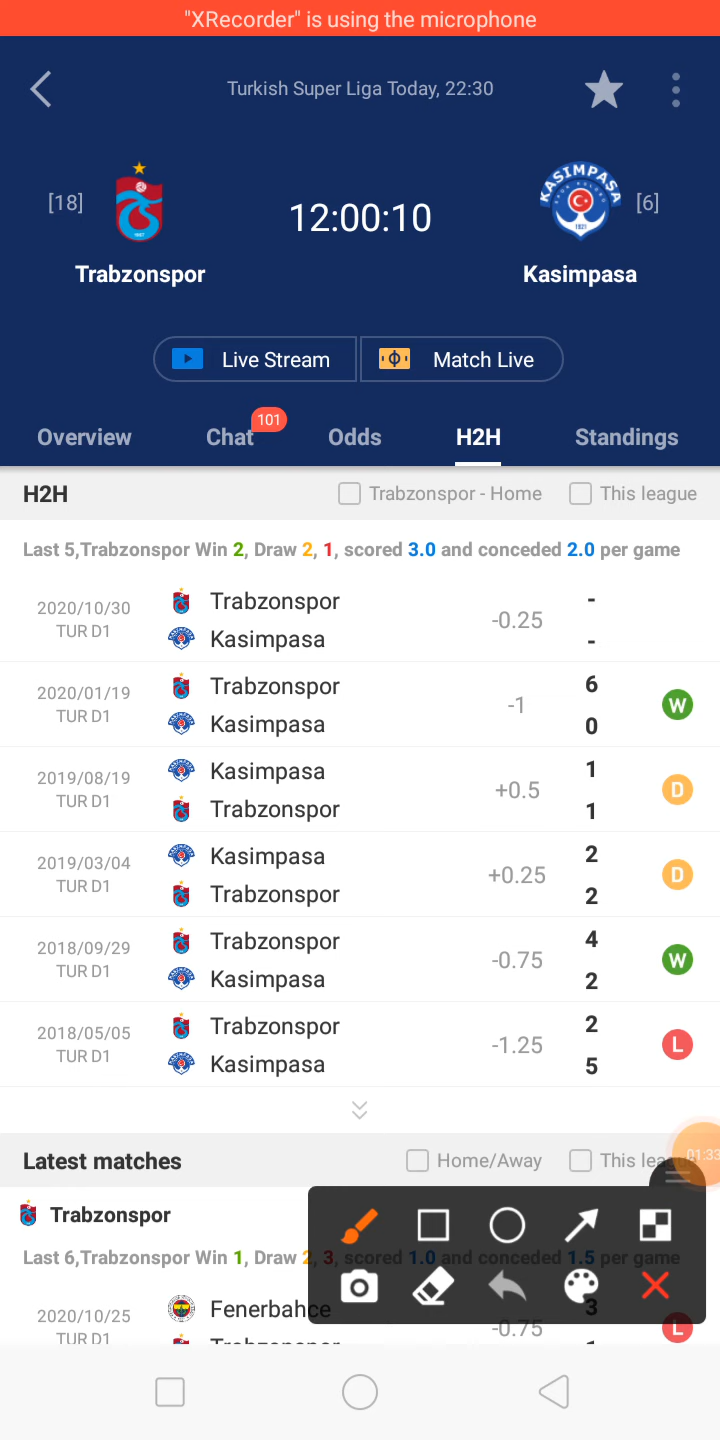 "XRecorder" is using the microphone
Turkish Super Liga Today, 22:30
[18]
KASIMPASA
1921
[6]
12:00:10
Trabzonspor
Kasimpasa
Live Stream
Match Live
101
Overview Chat Odds H2H Standings
H2H Trabzonspor - Home This league
Last 5,Trabzonspor Win 2, Draw 2, 1, scored 3.0 and conceded 2.0 per game
2020/10/30 Trabzonspor -
TUR D1 Kasimpasa -0.25 -
2020/01/19 Trabzonspor 6
TUR D1 Kasimpasa -1 0 W
2019/08/19 Kasimpasa 1
TUR D1 Trabzonspor +0.5 1 D
2019/03/04 Kasimpasa 2
TUR D1 Trabzonspor +0.25 2 D
2018/09/29 Trabzonspor 4
TUR D1 Kasimpasa -0.75 2 W
2018/05/05 Trabzonspor 2
TUR D1 Kasimpasa -1.25 5 L
01:33
Latest matches Home/Away This lea
Trabzonspor
Last 6,Trabzonspor Win 1, Draw 2, 3, scored 1.0 and conceded 1.5 per game
2020/10/25 Fenerbahce 3
TUR D1 -0.75 L